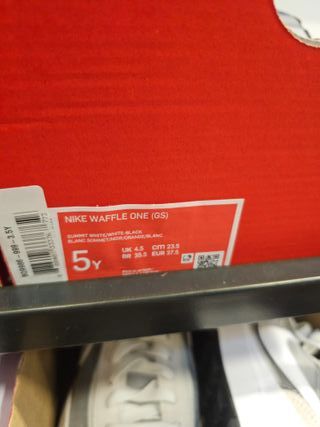 NIKE WAFFLE ONE (GS)
SUMMIT WHITE/WHITE-BLACK
BLANC SOMMET/NOIR/ORANGE/BLANC
5Y
UK 4.5 CM 23.5
BR 35.5 EUR 37.5